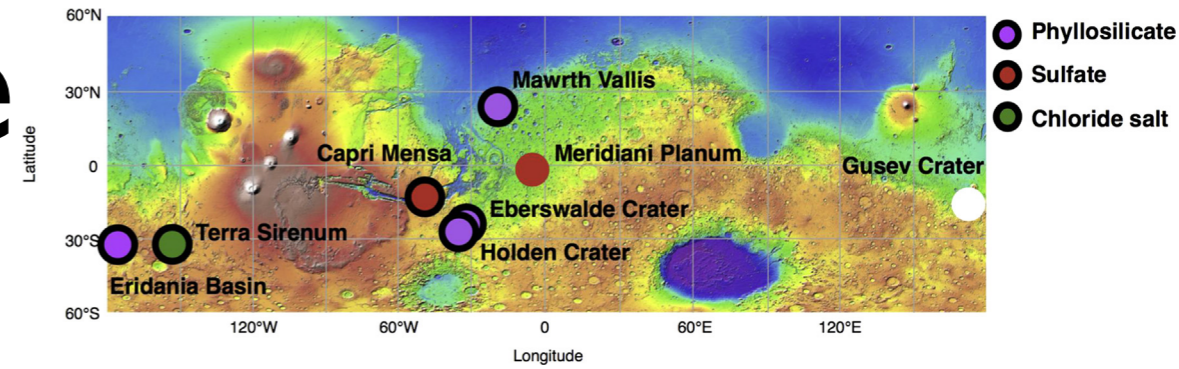 e
60°N
30°N
0
30°S
60°S
Latitude
Mawrth Vallis
Capri Mensa
Meridiani Planum
Gusev Crater
Eberswalde Crater
Terra Sirenum
Holden Crater
Eridania Basin
120°W
60°W
0
60°E
120°E
Longitude
Phyllosilicate
Sulfate
Chloride salt